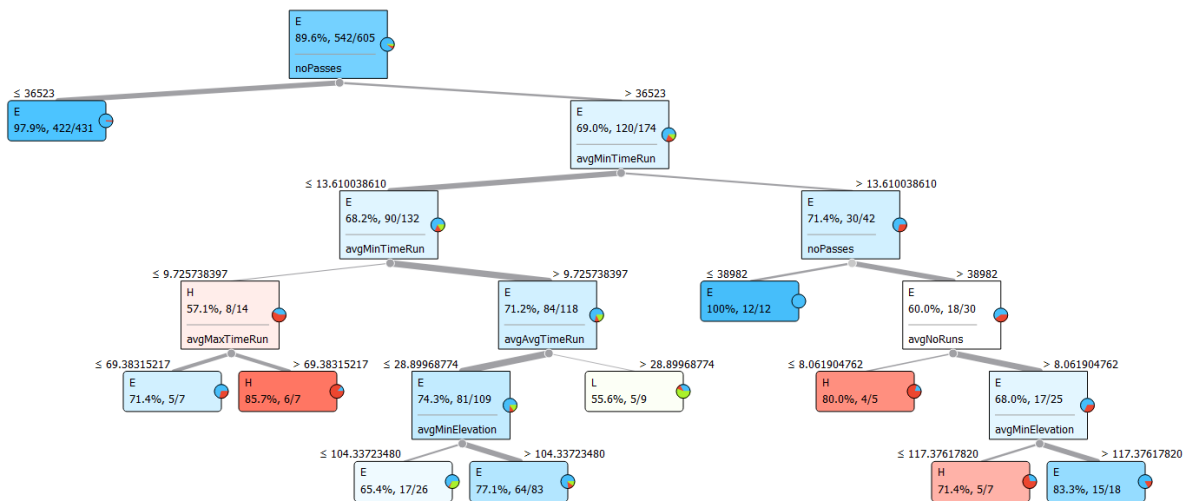 E
89.6%, 542/605
noPasses
≤ 36523
> 36523
E
97.9%, 422/431
E
69.0%, 120/174
avgMinTimeRun
≤ 13.610038610
> 13.610038610
E
68.2%, 90/132
avgMinTimeRun
E
71.4%, 30/42
noPasses
≤ 9.725738397
> 9.725738397
≤ 38982
> 38982
H
57.1%, 8/14
avgMaxTimeRun
E
71.2%, 84/118
avgAvgTimeRun
E
100%, 12/12
E
60.0%, 18/30
avgNoRuns
≤ 69.38315217
> 69.38315217
≤ 28.89968774
> 28.89968774
≤ 8.061904762
> 8.061904762
E
71.4%, 5/7
H
85.7%, 6/7
E
74.3%, 81/109
avgMinElevation
L
55.6%, 5/9
H
80.0%, 4/5
E
68.0%, 17/25
avgMinElevation
≤ 104.33723480
> 104.33723480
≤ 117.37617820
> 117.37617820
E
65.4%, 17/26
E
77.1%, 64/83
H
71.4%, 5/7
E
83.3%, 15/18